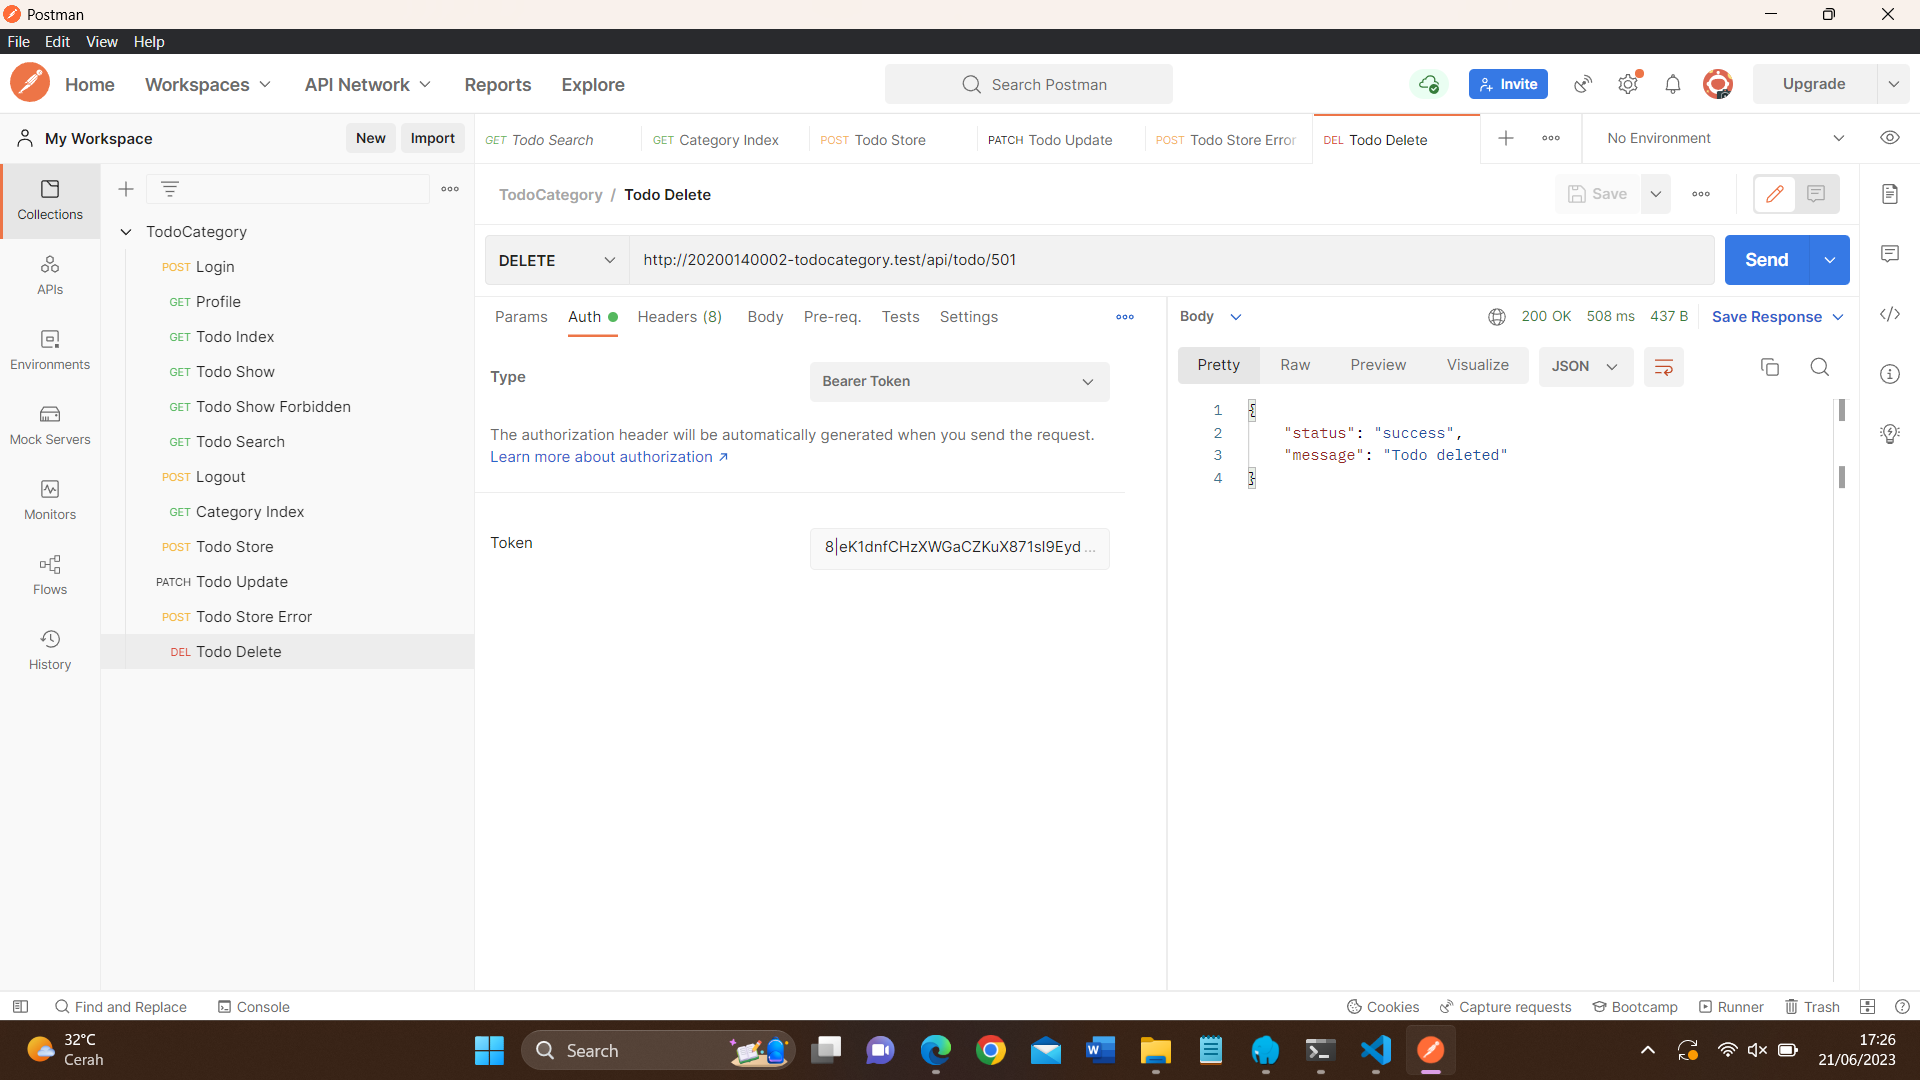 Postman
File Edit View Help
Home Workspaces API Network Reports Explore Search Postman Invite Upgrade
My Workspace New Import
GET Todo Search GET Category Index POST Todo Store PATCH Todo Update POST Todo Store Error DEL Todo Delete No Environment
Collections
APIs
Environments
Mock Servers
Monitors
Flows
History
TodoCategory
POST Login
GET Profile
GET Todo Index
GET Todo Show
GET Todo Show Forbidden
GET Todo Search
POST Logout
GET Category Index
POST Todo Store
PATCH Todo Update
POST Todo Store Error
DEL Todo Delete
TodoCategory / Todo Delete Save
DELETE http://20200140002-todocategory.test/api/todo/501 Send
Params Auth Headers (8) Body Pre-req. Tests Settings
Type Bearer Token
The authorization header will be automatically generated when you send the request.
Learn more about authorization ↗
Token 8|eK1dnfCHzXWGaCZKuX871sI9Eyd ...
Body 200 OK 508 ms 437 B Save Response
Pretty Raw Preview Visualize JSON
1 {
2 "status": "success",
3 "message": "Todo deleted"
4 }
Find and Replace Console Cookies Capture requests Bootcamp Runner Trash
32°C
Cerah
Search
17:26
21/06/2023